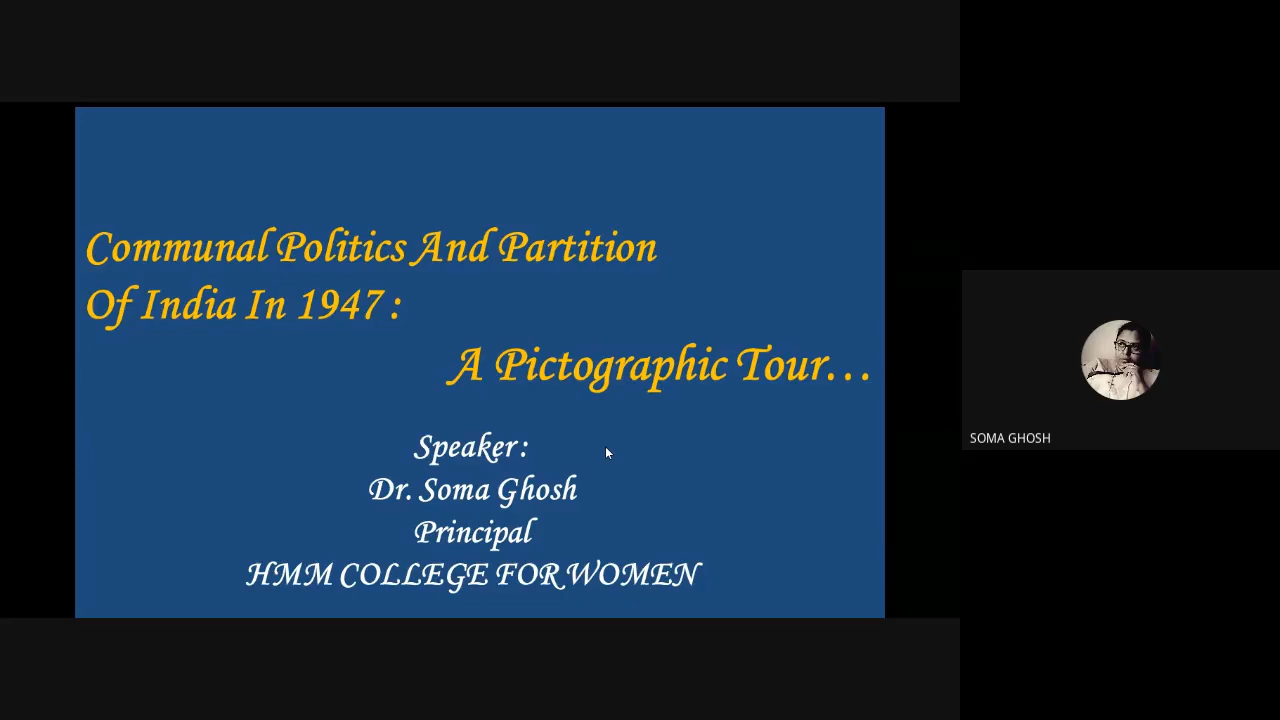 Communal Politics And Partition
Of India In 1947 :
A Pictographic Tour...
Speaker :
Dr. Soma Ghosh
Principal
HMM COLLEGE FOR WOMEN
SOMA GHOSH